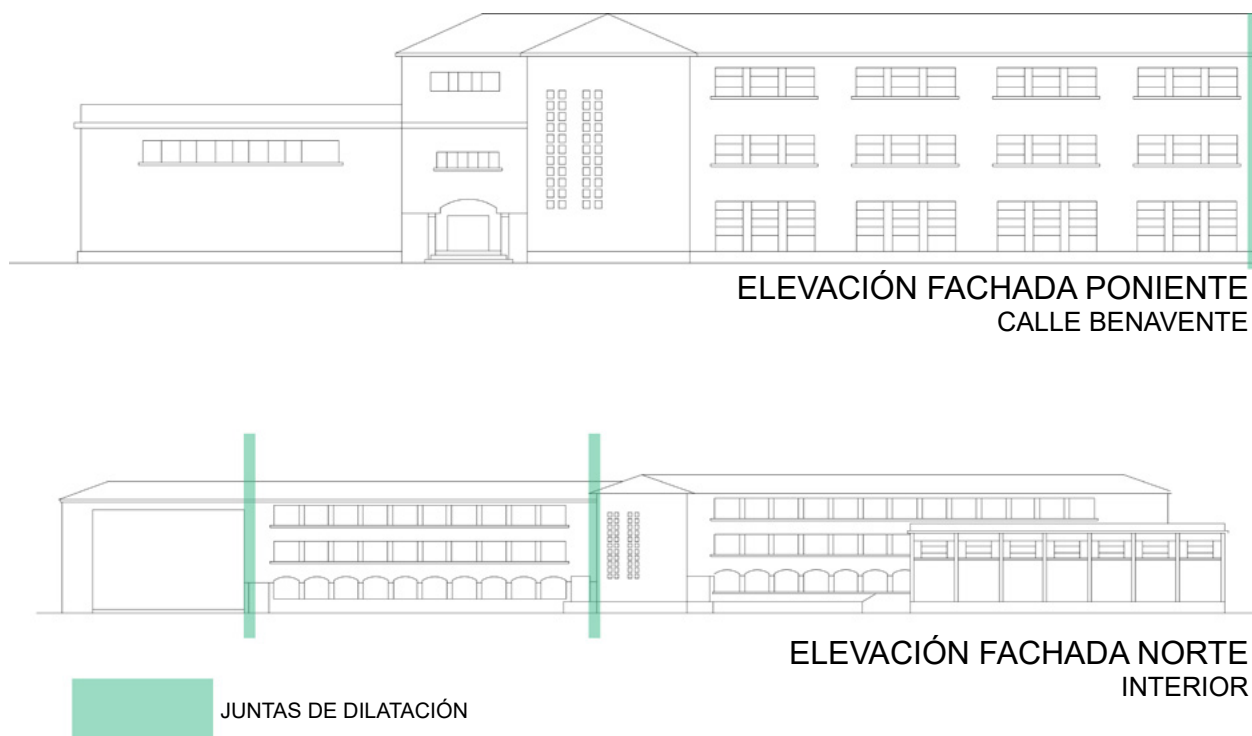 ELEVACIÓN FACHADA PONIENTE
CALLE BENAVENTE
ELEVACIÓN FACHADA NORTE
INTERIOR
JUNTAS DE DILATACIÓN